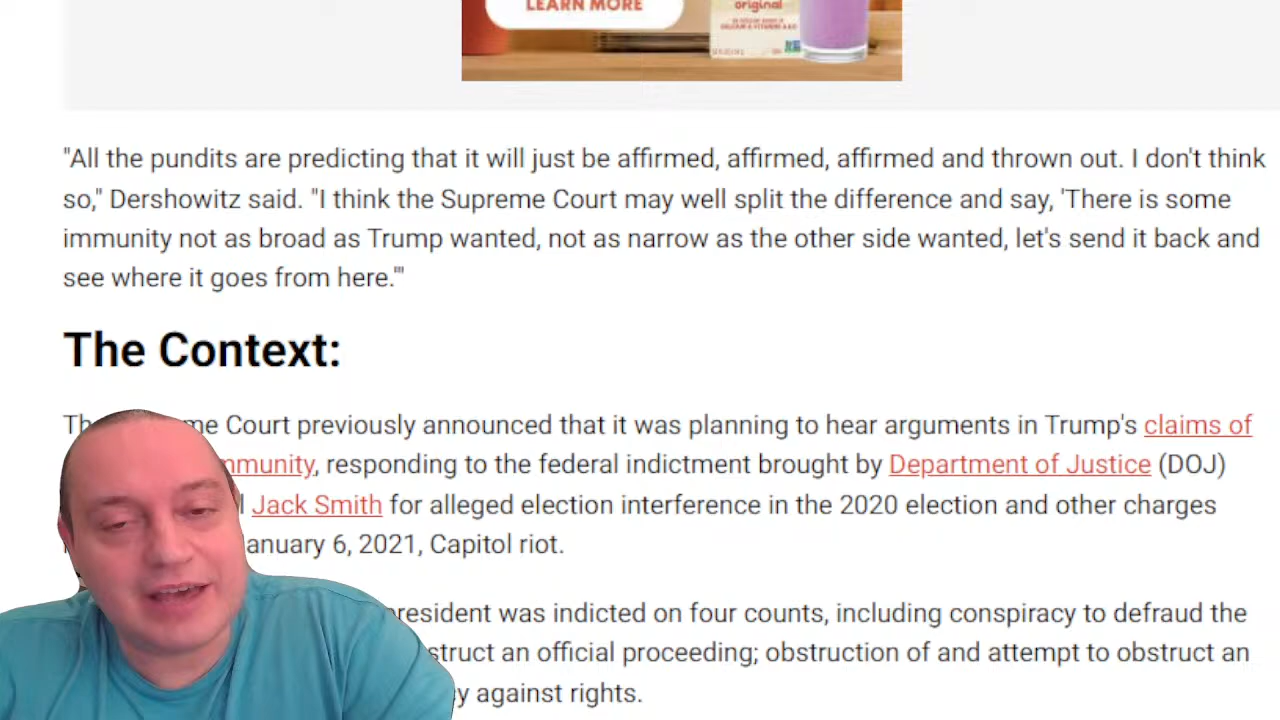 LEARN MORE
original
"All the pundits are predicting that it will just be affirmed, affirmed, affirmed and thrown out. I don't think
so," Dershowitz said. "I think the Supreme Court may well split the difference and say, 'There is some
immunity not as broad as Trump wanted, not as narrow as the other side wanted, let's send it back and
see where it goes from here.'"
The Context:
Court previously announced that it was planning to hear arguments in Trump's claims of
, responding to the federal indictment brought by Department of Justice (DOJ)
Jack Smith for alleged election interference in the 2020 election and other charges
January 6, 2021, Capitol riot.
president was indicted on four counts, including conspiracy to defraud the
an official proceeding; obstruction of and attempt to obstruct an
against rights.